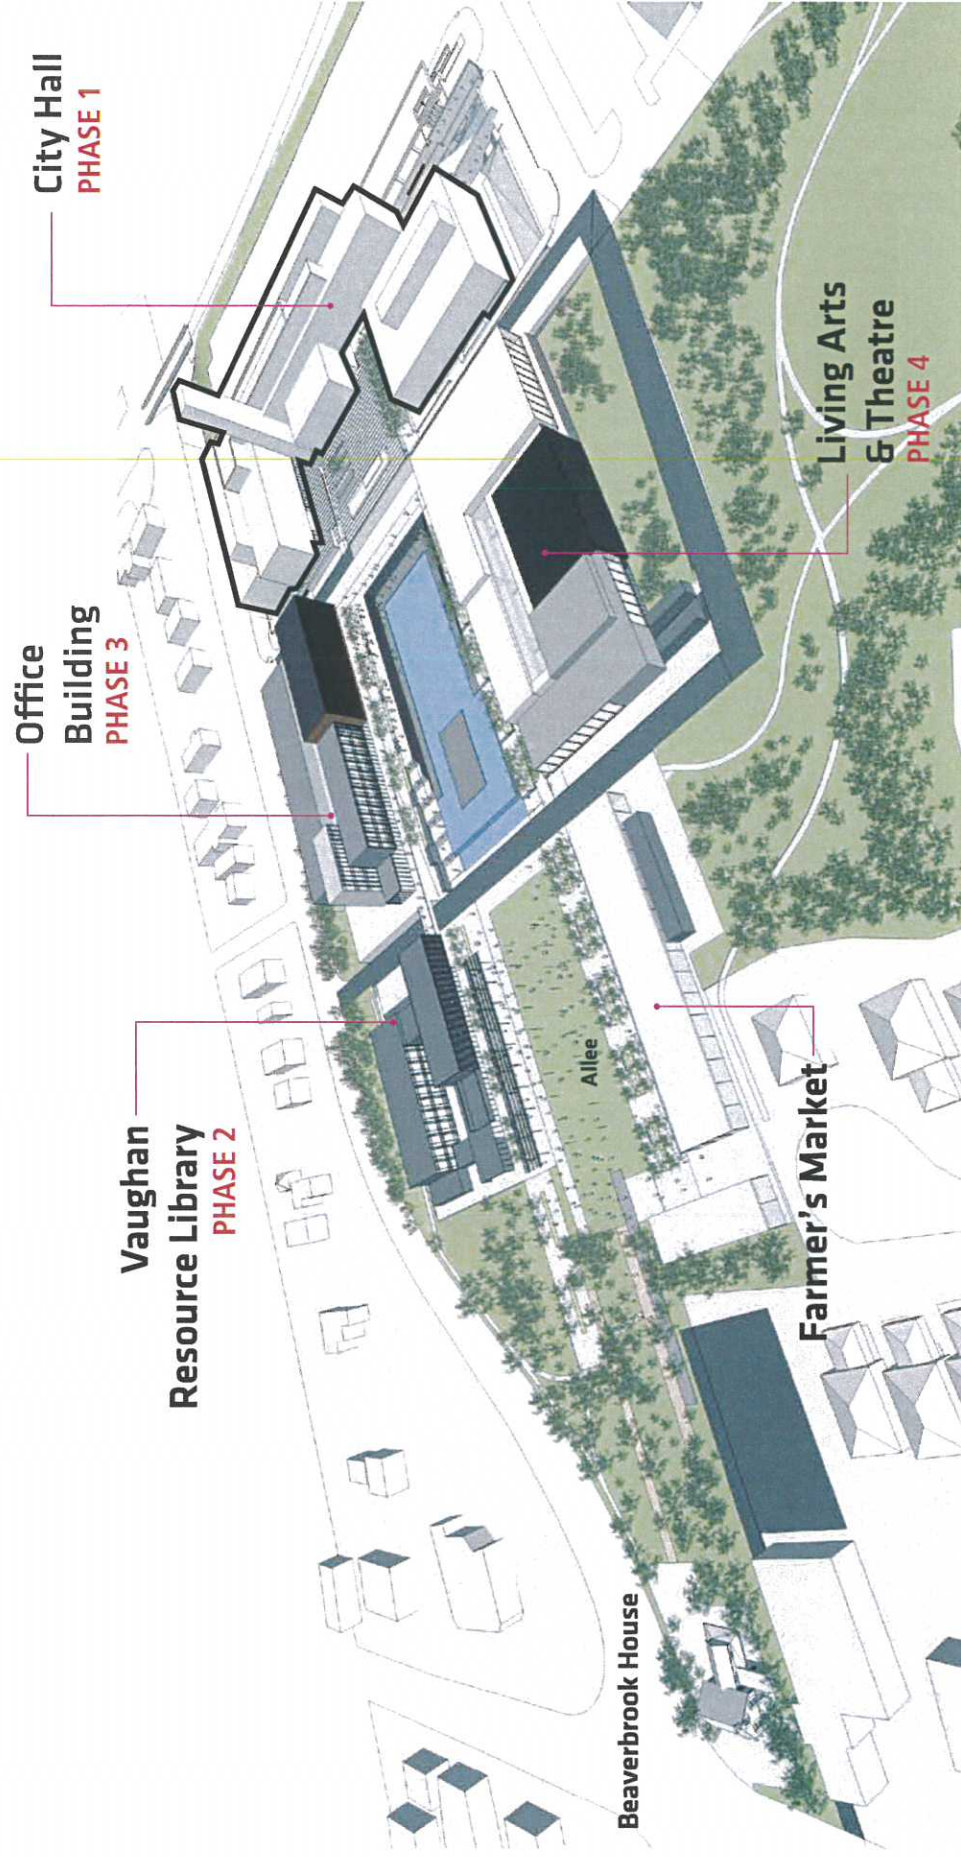 Vaughan
Resource Library
PHASE 2
Office
Building
PHASE 3
City Hall
PHASE 1
Beaverbrook House
Allee
Farmer's Market
Living Arts
& Theatre
PHASE 4